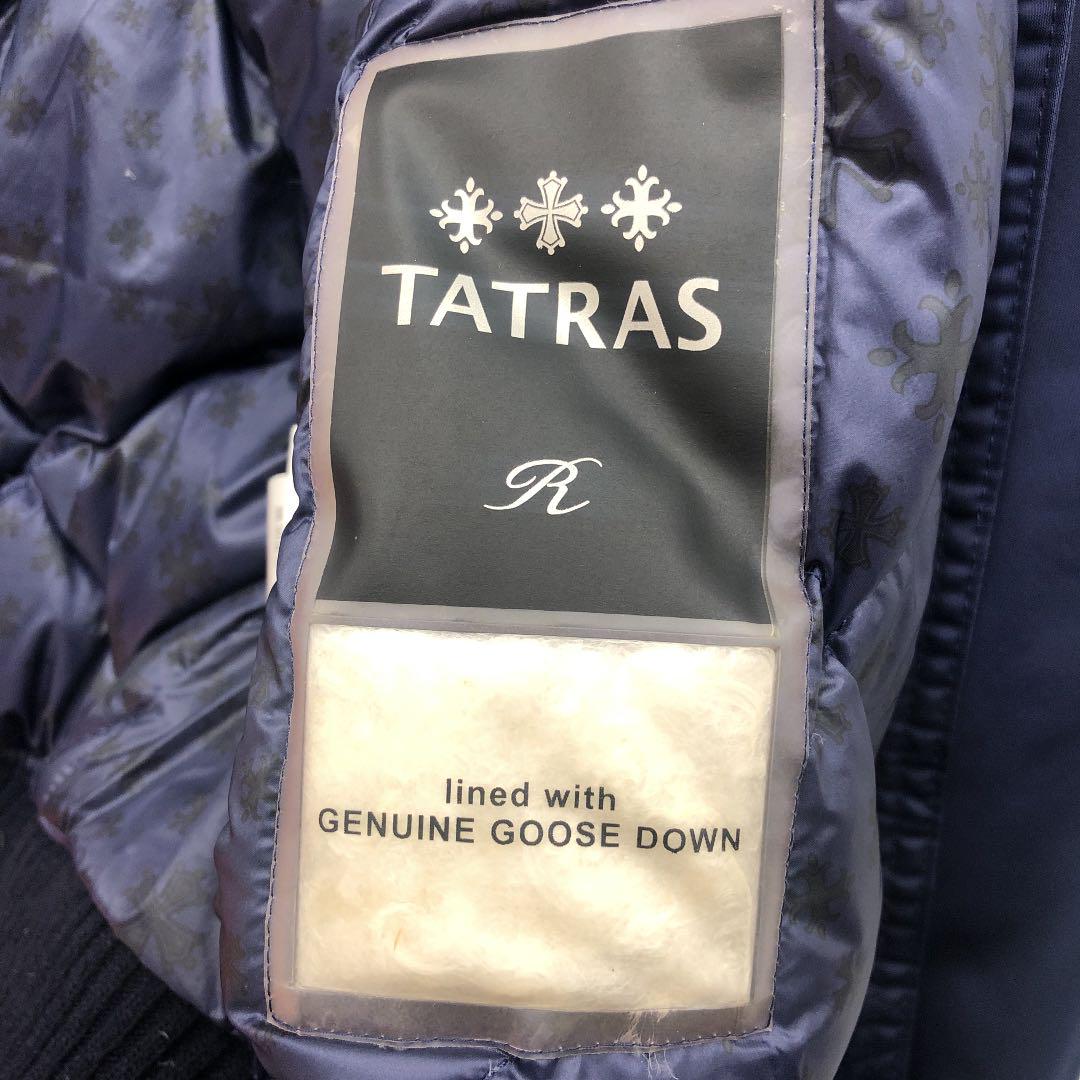 TATRAS
R
lined with
GENUINE GOOSE DOWN